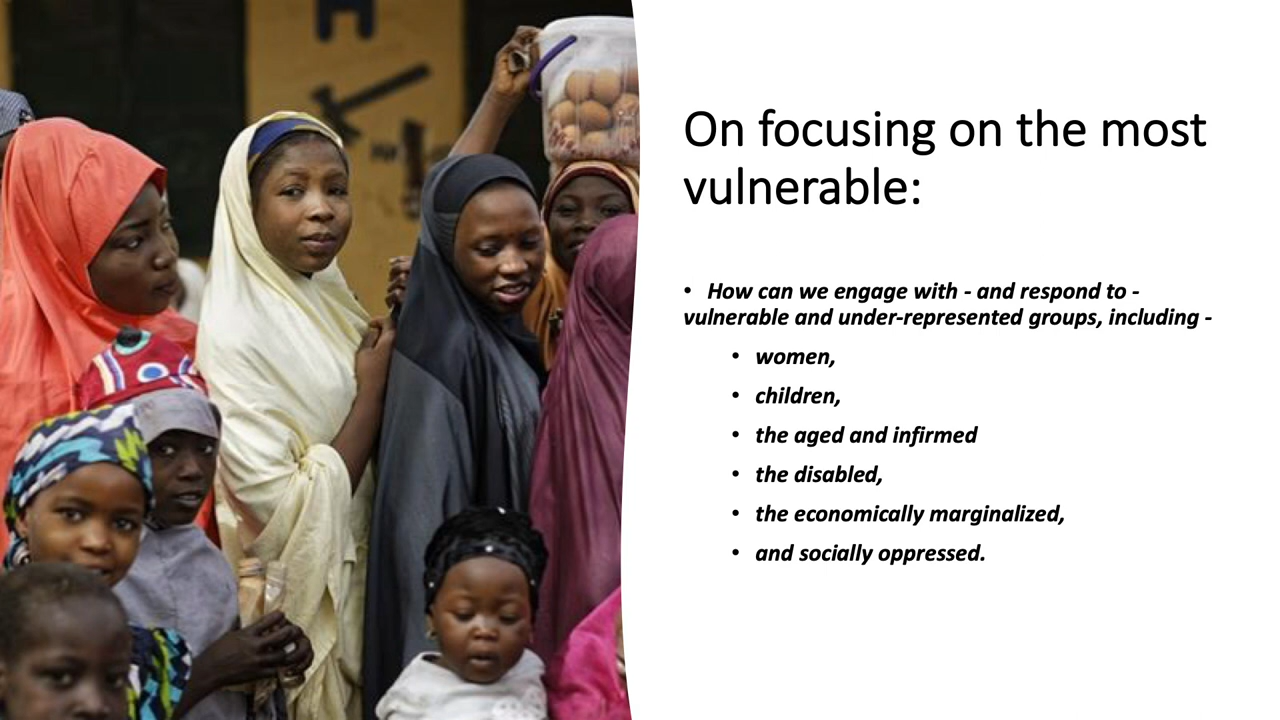 On focusing on the most
vulnerable:
• How can we engage with - and respond to -
vulnerable and under-represented groups, including -
• women,
• children,
• the aged and infirmed
• the disabled,
• the economically marginalized,
• and socially oppressed.